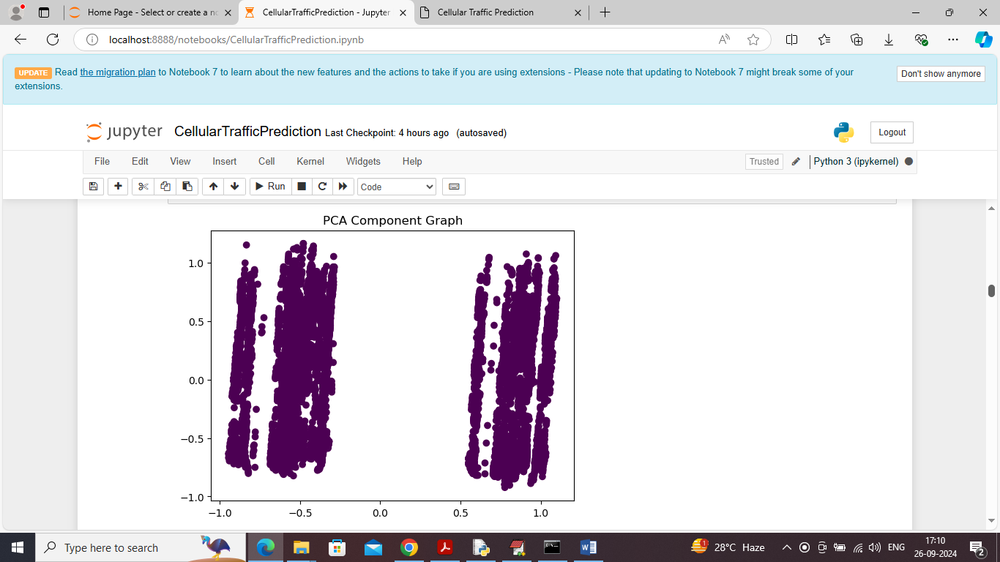 Home Page - Select or create a no
CellularTrafficPrediction - Jupyter
Cellular Traffic Prediction
localhost:8888/notebooks/CellularTrafficPrediction.ipynb
UPDATE Read the migration plan to Notebook 7 to learn about the new features and the actions to take if you are using extensions - Please note that updating to Notebook 7 might break some of your
extensions.
Don't show anymore
jupyter CellularTrafficPrediction Last Checkpoint: 4 hours ago (autosaved)
Logout
File Edit View Insert Cell Kernel Widgets Help
Trusted Python 3 (ipykernel)
Run Code
PCA Component Graph
1.0
0.5
0.0
−0.5
−1.0
−1.0 −0.5 0.0 0.5 1.0
Type here to search
28°C Haze
ENG
17:10
26-09-2024
1
2